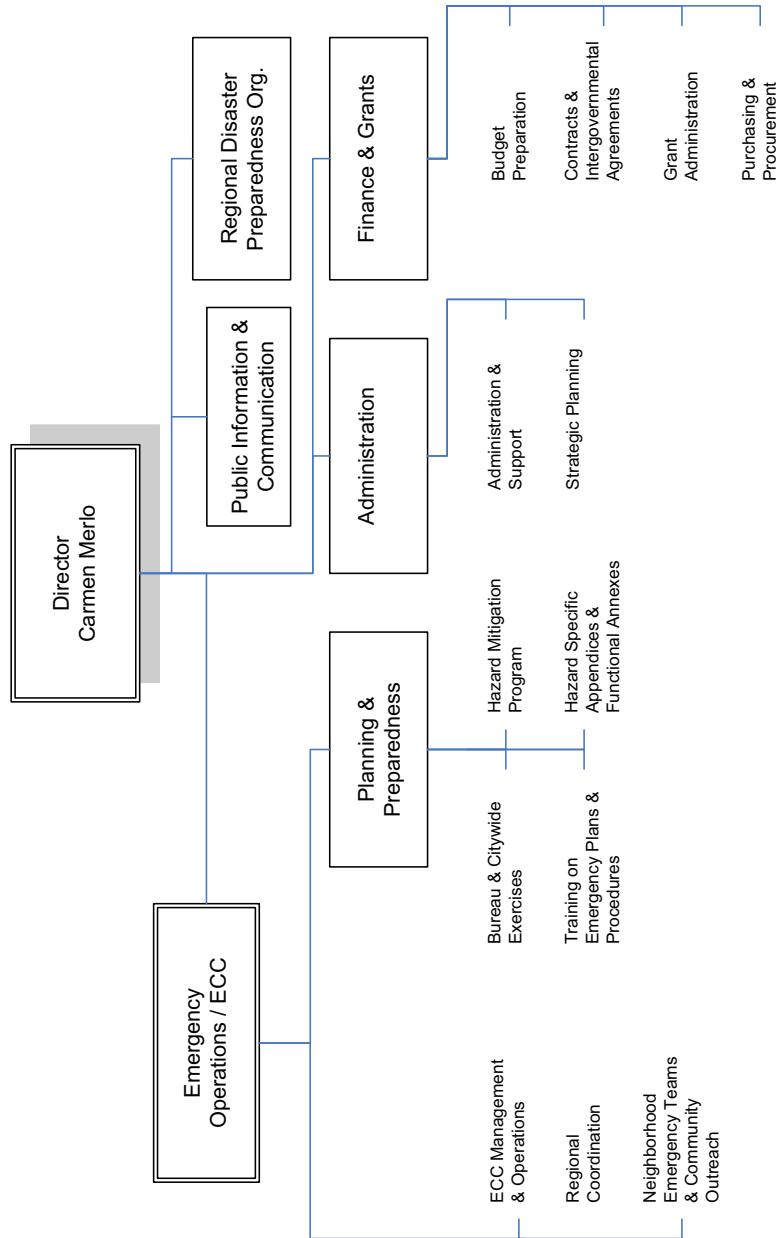 Director
Carmen Merlo
Emergency
Operations / ECC
Public Information &
Communication
Regional Disaster
Preparedness Org.
Planning &
Preparedness
Administration
Finance & Grants
ECC Management
& Operations
Regional
Coordination
Neighborhood
Emergency Teams
& Community
Outreach
Bureau & Citywide
Exercises
Training on
Emergency Plans &
Procedures
Hazard Mitigation
Program
Hazard Specific
Appendices &
Functional Annexes
Administration &
Support
Strategic Planning
Budget
Preparation
Contracts &
Intergovernmental
Agreements
Grant
Administration
Purchasing &
Procurement